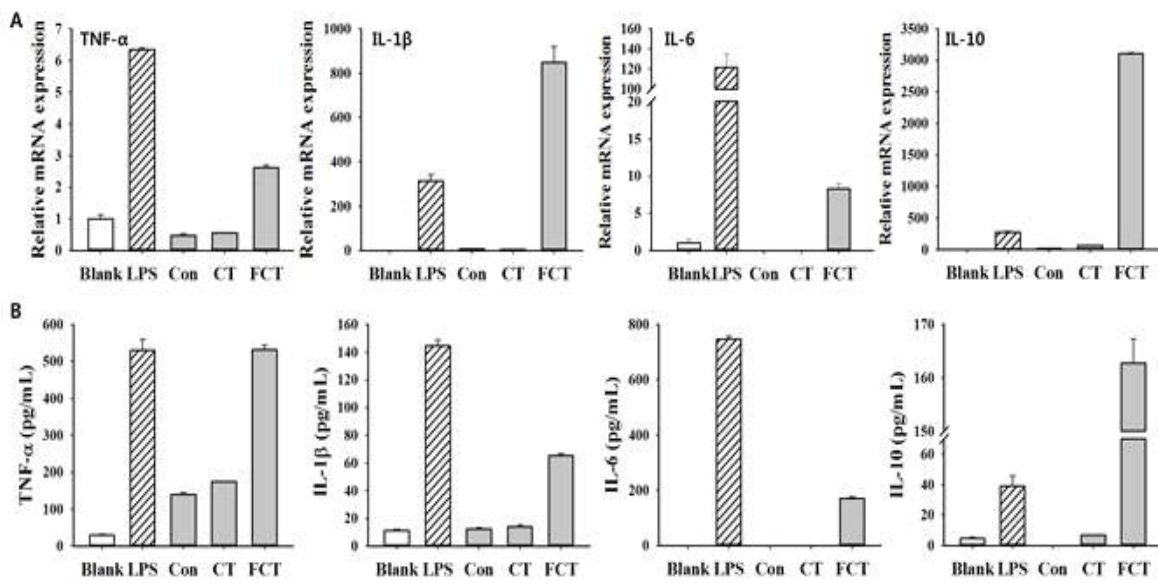 A
TNF-α
Relative mRNA expression
7
6
5
4
3
2
1
0
Blank LPS Con CT FCT
IL-1β
Relative mRNA expression
1000
800
600
400
200
0
Blank LPS Con CT FCT
IL-6
Relative mRNA expression
160
140
120
100
20
15
10
5
0
Blank LPS Con CT FCT
IL-10
Relative mRNA expression
3500
3000
2500
2000
1500
1000
500
0
Blank LPS Con CT FCT
B
TNF-α (pg/mL)
600
500
400
300
200
100
0
Blank LPS Con CT FCT
IL-1β (pg/mL)
160
140
120
100
80
60
40
20
0
Blank LPS Con CT FCT
IL-6 (pg/mL)
800
600
400
200
0
Blank LPS Con CT FCT
IL-10 (pg/mL)
170
160
150
60
40
20
0
Blank LPS Con CT FCT